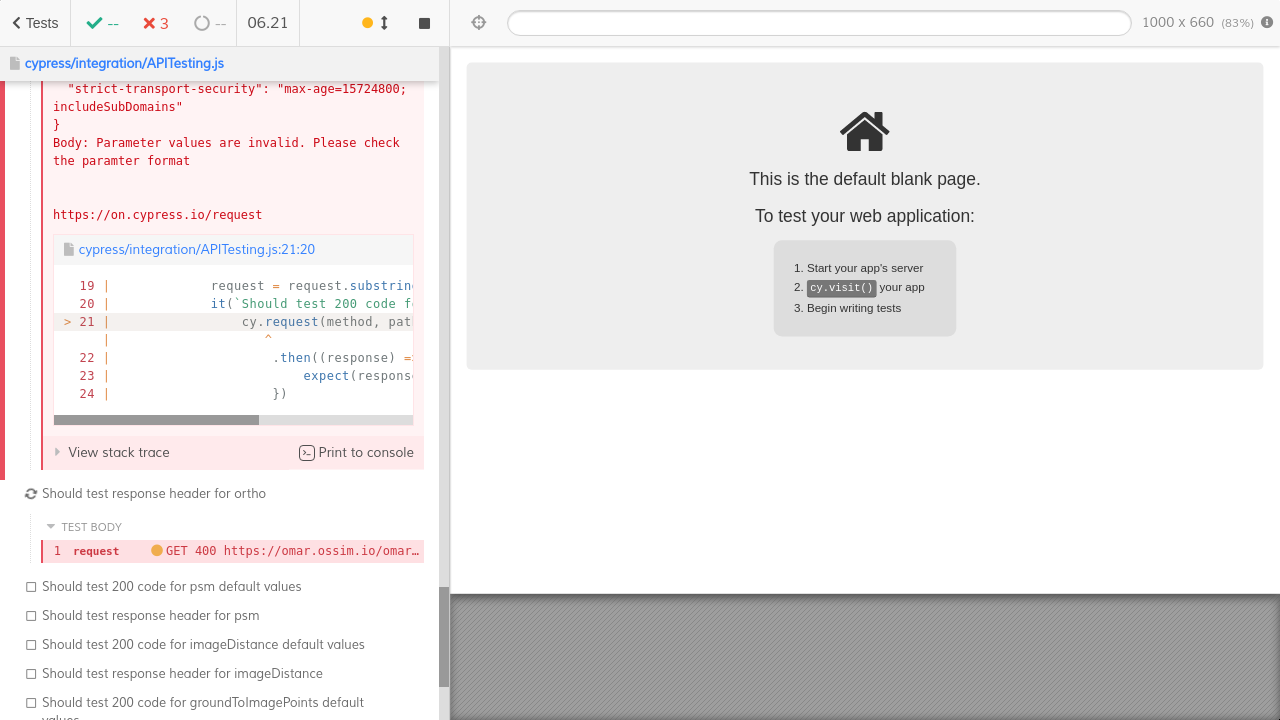 Tests
--
3
--
06.21
1000 x 660 (83%)
cypress/integration/APITesting.js
"strict-transport-security": "max-age=15724800;
includeSubDomains"
}
Body: Parameter values are invalid. Please check
the paramter format
https://on.cypress.io/request
cypress/integration/APITesting.js:21:20
19 | request = request.substring
20 | it(`Should test 200 code fo
> 21 | cy.request(method, path
| ^
22 | .then((response) =>
23 | expect(response
24 | })
View stack trace
Print to console
Should test response header for ortho
TEST BODY
1 request GET 400 https://omar.ossim.io/omar…
Should test 200 code for psm default values
Should test response header for psm
Should test 200 code for imageDistance default values
Should test response header for imageDistance
Should test 200 code for groundToImagePoints default
values
This is the default blank page.
To test your web application:
1. Start your app's server
2. cy.visit() your app
3. Begin writing tests